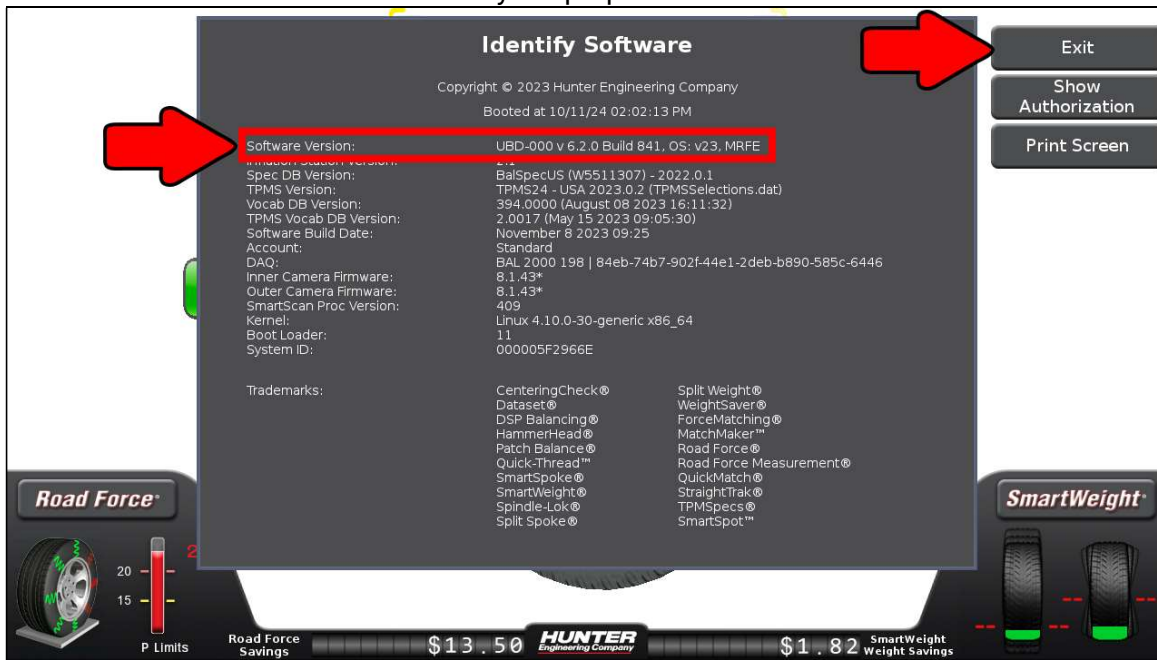 Identify Software
Copyright © 2023 Hunter Engineering Company
Booted at 10/11/24 02:02:13 PM
Software Version: UBD-000 v 6.2.0 Build 841, OS: v23, MRFE
Inflation Station Version: 2.1
Spec DB Version: BalSpecUS (W5511307) - 2022.0.1
TPMS Version: TPMS24 - USA 2023.0.2 (TPMSSelections.dat)
Vocab DB Version: 394.0000 (August 08 2023 16:11:32)
TPMS Vocab DB Version: 2.0017 (May 15 2023 09:05:30)
Software Build Date: November 8 2023 09:25
Account: Standard
DAQ: BAL 2000 198 | 84eb-74b7-902f-44e1-2deb-b890-585c-6446
Inner Camera Firmware: 8.1.43*
Outer Camera Firmware: 8.1.43*
SmartScan Proc Version: 409
Kernel: Linux 4.10.0-30-generic x86_64
Boot Loader: 11
System ID: 000005F2966E
Trademarks: CenteringCheck® Split Weight®
Dataset® WeightSaver®
DSP Balancing® ForceMatching®
HammerHead® MatchMaker™
Patch Balance® Road Force®
Quick-Thread™ Road Force Measurement®
SmartSpoke® QuickMatch®
SmartWeight® StraightTrak®
Spindle-Lok® TPMSpecs®
Split Spoke® SmartSpot™
Exit
Show
Authorization
Print Screen
Road Force®
2
20
15
P Limits
Road Force
Savings
$13.50
HUNTER
Engineering Company
$1.82
SmartWeight
Weight Savings
SmartWeight®